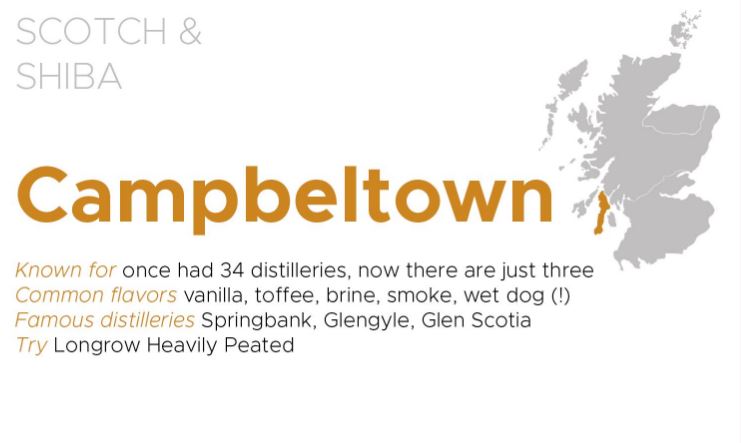 SCOTCH &
SHIBA
Campbeltown
Known for once had 34 distilleries, now there are just three
Common flavors vanilla, toffee, brine, smoke, wet dog (!)
Famous distilleries Springbank, Glengyle, Glen Scotia
Try Longrow Heavily Peated